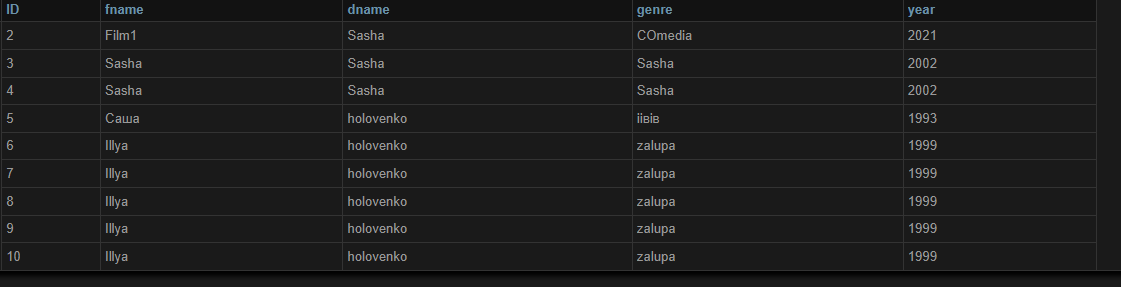 ID fname dname genre year
2 Film1 Sasha COmedia 2021
3 Sasha Sasha Sasha 2002
4 Sasha Sasha Sasha 2002
5 Саша holovenko іівів 1993
6 Illya holovenko zalupa 1999
7 Illya holovenko zalupa 1999
8 Illya holovenko zalupa 1999
9 Illya holovenko zalupa 1999
10 Illya holovenko zalupa 1999